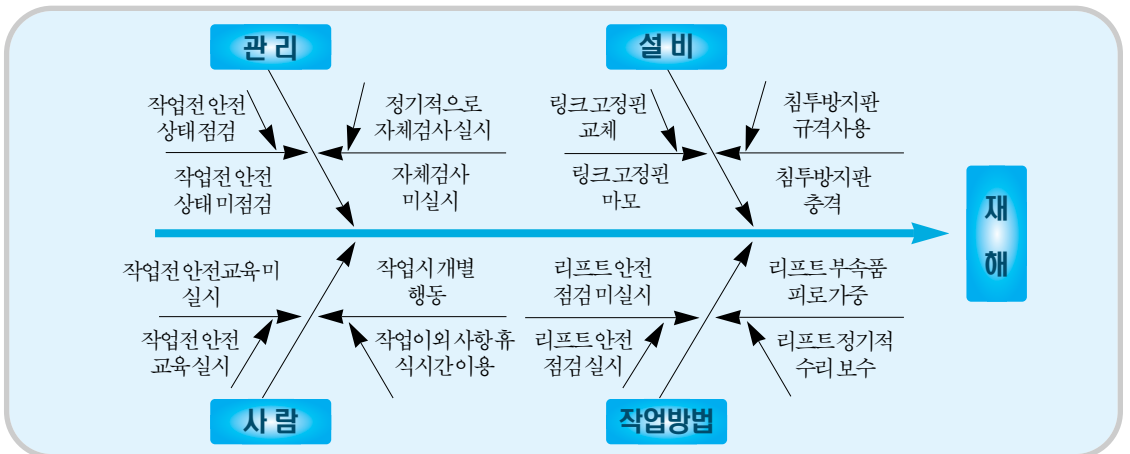 관리
설비
작업전 안전
상태 점검
정기적으로
자체검사 실시
링크고정핀
교체
침투방지판
규격사용
작업전 안전
상태 미점검
자체검사
미실시
링크고정핀
마모
침투방지판
충격
재
해
작업전 안전교육 미
실시
작업시 개별
행동
리프트 안전
점검 미실시
리프트 부속품
피로가중
작업전 안전
교육 실시
작업이외 사항 휴
식시간 이용
리프트 안전
점검 실시
리프트 정기적
수리 보수
사람
작업방법